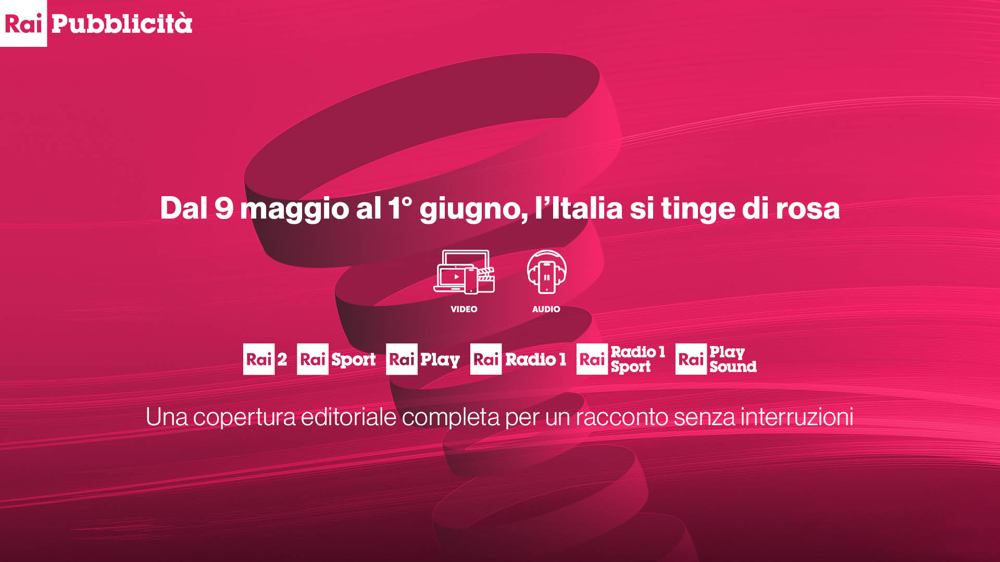 Rai Pubblicità
Dal 9 maggio al 1° giugno, l’Italia si tinge di rosa
VIDEO AUDIO
Rai 2 Rai Sport Rai Play Rai Radio 1 Rai Radio 1 Sport Rai Play Sound
Una copertura editoriale completa per un racconto senza interruzioni